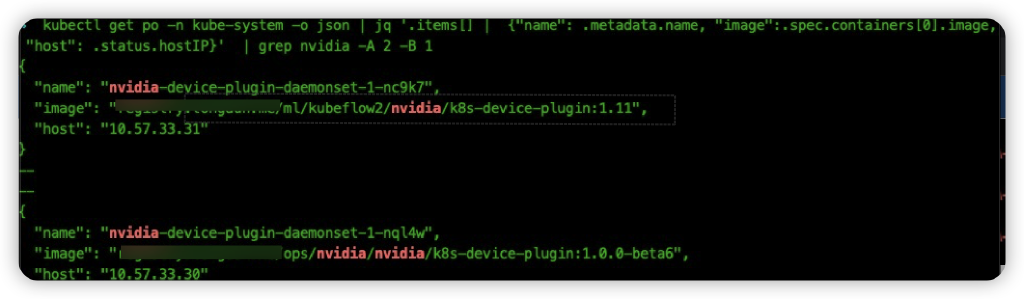 kubectl get po -n kube-system -o json | jq '.items[] |  {"name": .metadata.name, "image":.spec.containers[0].image,
"host": .status.hostIP}'  | grep nvidia -A 2 -B 1
{
"name": "nvidia-device-plugin-daemonset-1-nc9k7",
"image": "/ml/kubeflow2/nvidia/k8s-device-plugin:1.11",
"host": "10.57.33.31"
}
--
--
{
"name": "nvidia-device-plugin-daemonset-1-nql4w",
"image": "ops/nvidia/nvidia/k8s-device-plugin:1.0.0-beta6",
"host": "10.57.33.30"